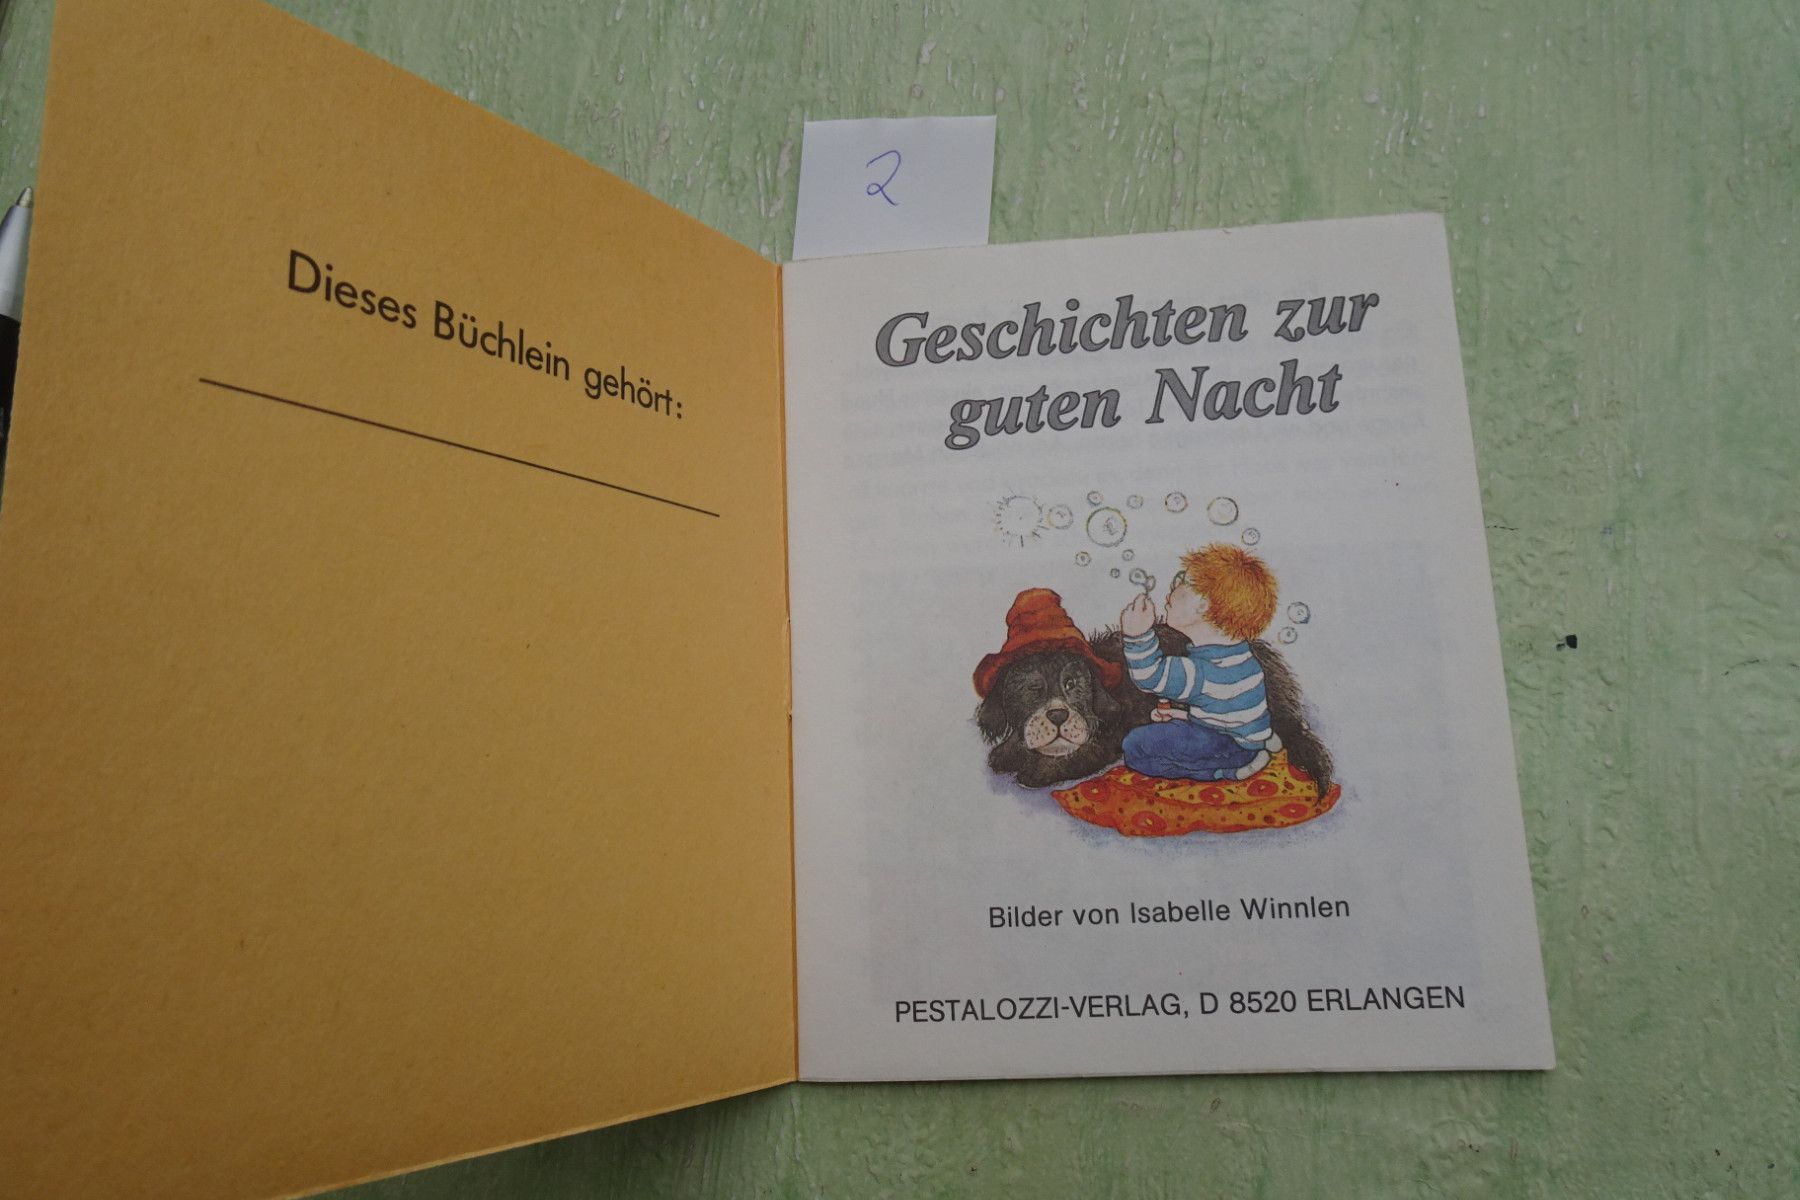 Dieses Büchlein gehört:
2
Geschichten zur
guten Nacht
Bilder von Isabelle Winnlen
PESTALOZZI-VERLAG, D 8520 ERLANGEN